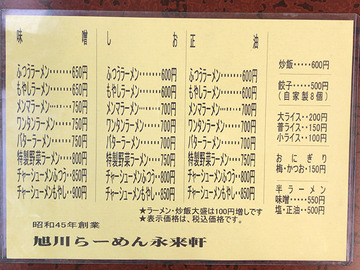 味噌
ふつうラーメン・・・・・・650円
もやしラーメン・・・・・・650円
メンマラーメン・・・・・・750円
ワンタンラーメン・・・・・750円
バターラーメン・・・・・・750円
特製野菜ラーメン・・・・・800円
チャーシューメンふつう・・850円
チャーシューメンもやし・・900円
しお
ふつうラーメン・・・・・・600円
もやしラーメン・・・・・・600円
メンマラーメン・・・・・・700円
ワンタンラーメン・・・・・700円
バターラーメン・・・・・・700円
特製野菜ラーメン・・・・・800円
チャーシューメンふつう・・800円
チャーシューメンもやし・・850円
正油
ふつうラーメン・・・・・・600円
もやしラーメン・・・・・・600円
メンマラーメン・・・・・・700円
ワンタンラーメン・・・・・700円
バターラーメン・・・・・・700円
特製野菜ラーメン・・・・・800円
チャーシューメンふつう・・800円
チャーシューメンもやし・・850円
炒飯・・・・・600円
餃子・・・・・500円
(自家製8個)
大ライス・・200円
普ライス・・150円
小ライス・・100円
おにぎり
梅・かつお・150円
半ラーメン
味噌・・・・550円
塩・正油・・500円
★ラーメン・炒飯大盛は100円増しです
★表示価格は、税込価格です。
昭和45年創業
旭川らーめん永来軒